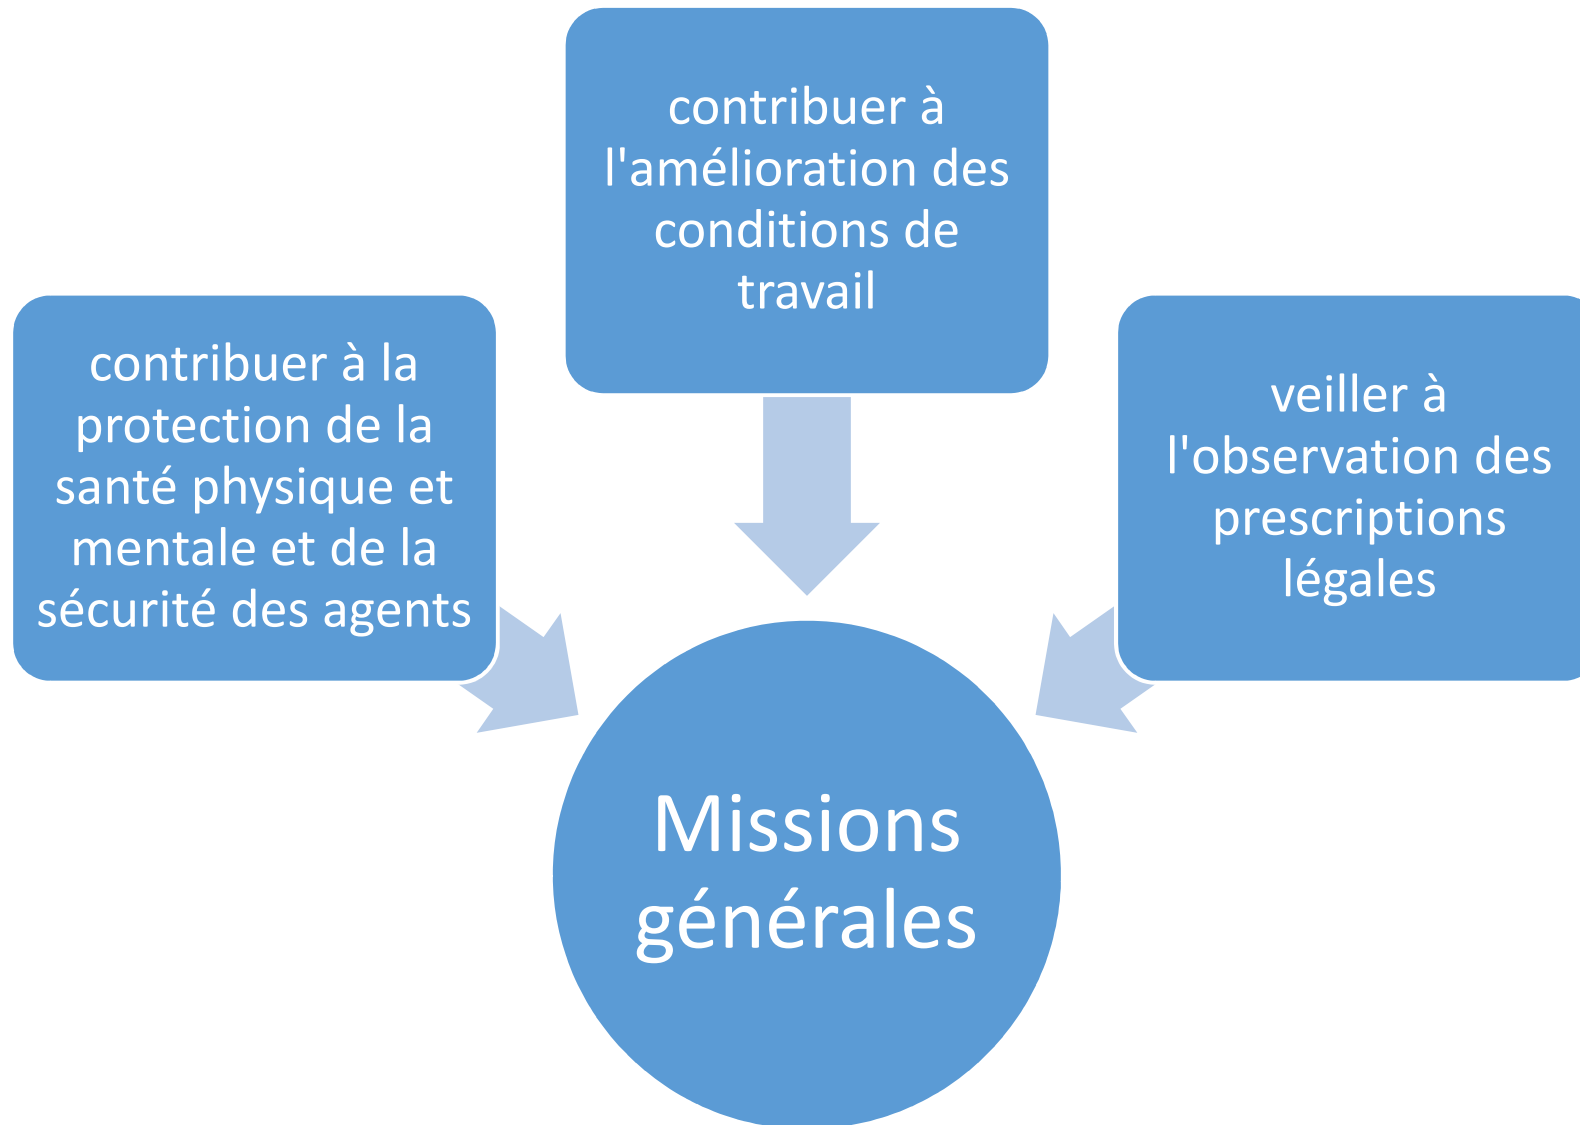 contribuer à la
protection de la
santé physique et
mentale et de la
sécurité des agents
contribuer à
l'amélioration des
conditions de
travail
veiller à
l'observation des
prescriptions
légales
Missions
générales